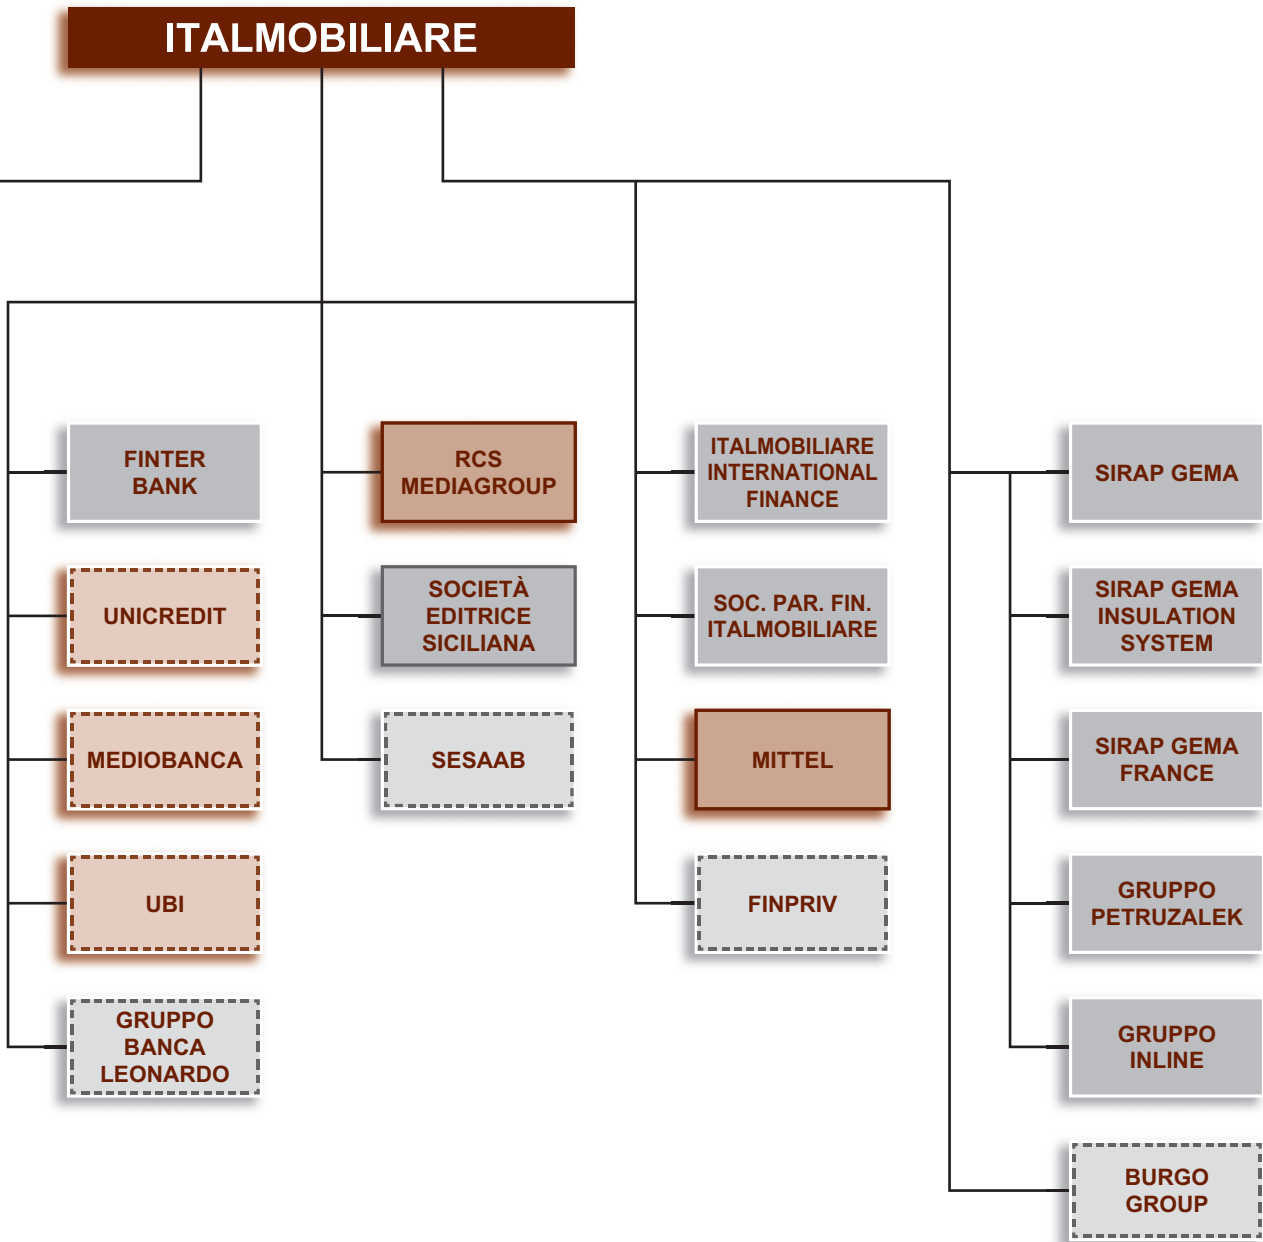 ITALMOBILIARE
FINTER
BANK
UNICREDIT
MEDIOBANCA
UBI
GRUPPO
BANCA
LEONARDO
RCS
MEDIAGROUP
SOCIETÀ
EDITRICE
SICILIANA
SESAAB
ITALMOBILIARE
INTERNATIONAL
FINANCE
SOC. PAR. FIN.
ITALMOBILIARE
MITTEL
FINPRIV
SIRAP GEMA
SIRAP GEMA
INSULATION
SYSTEM
SIRAP GEMA
FRANCE
GRUPPO
PETRUZALEK
GRUPPO
INLINE
BURGO
GROUP